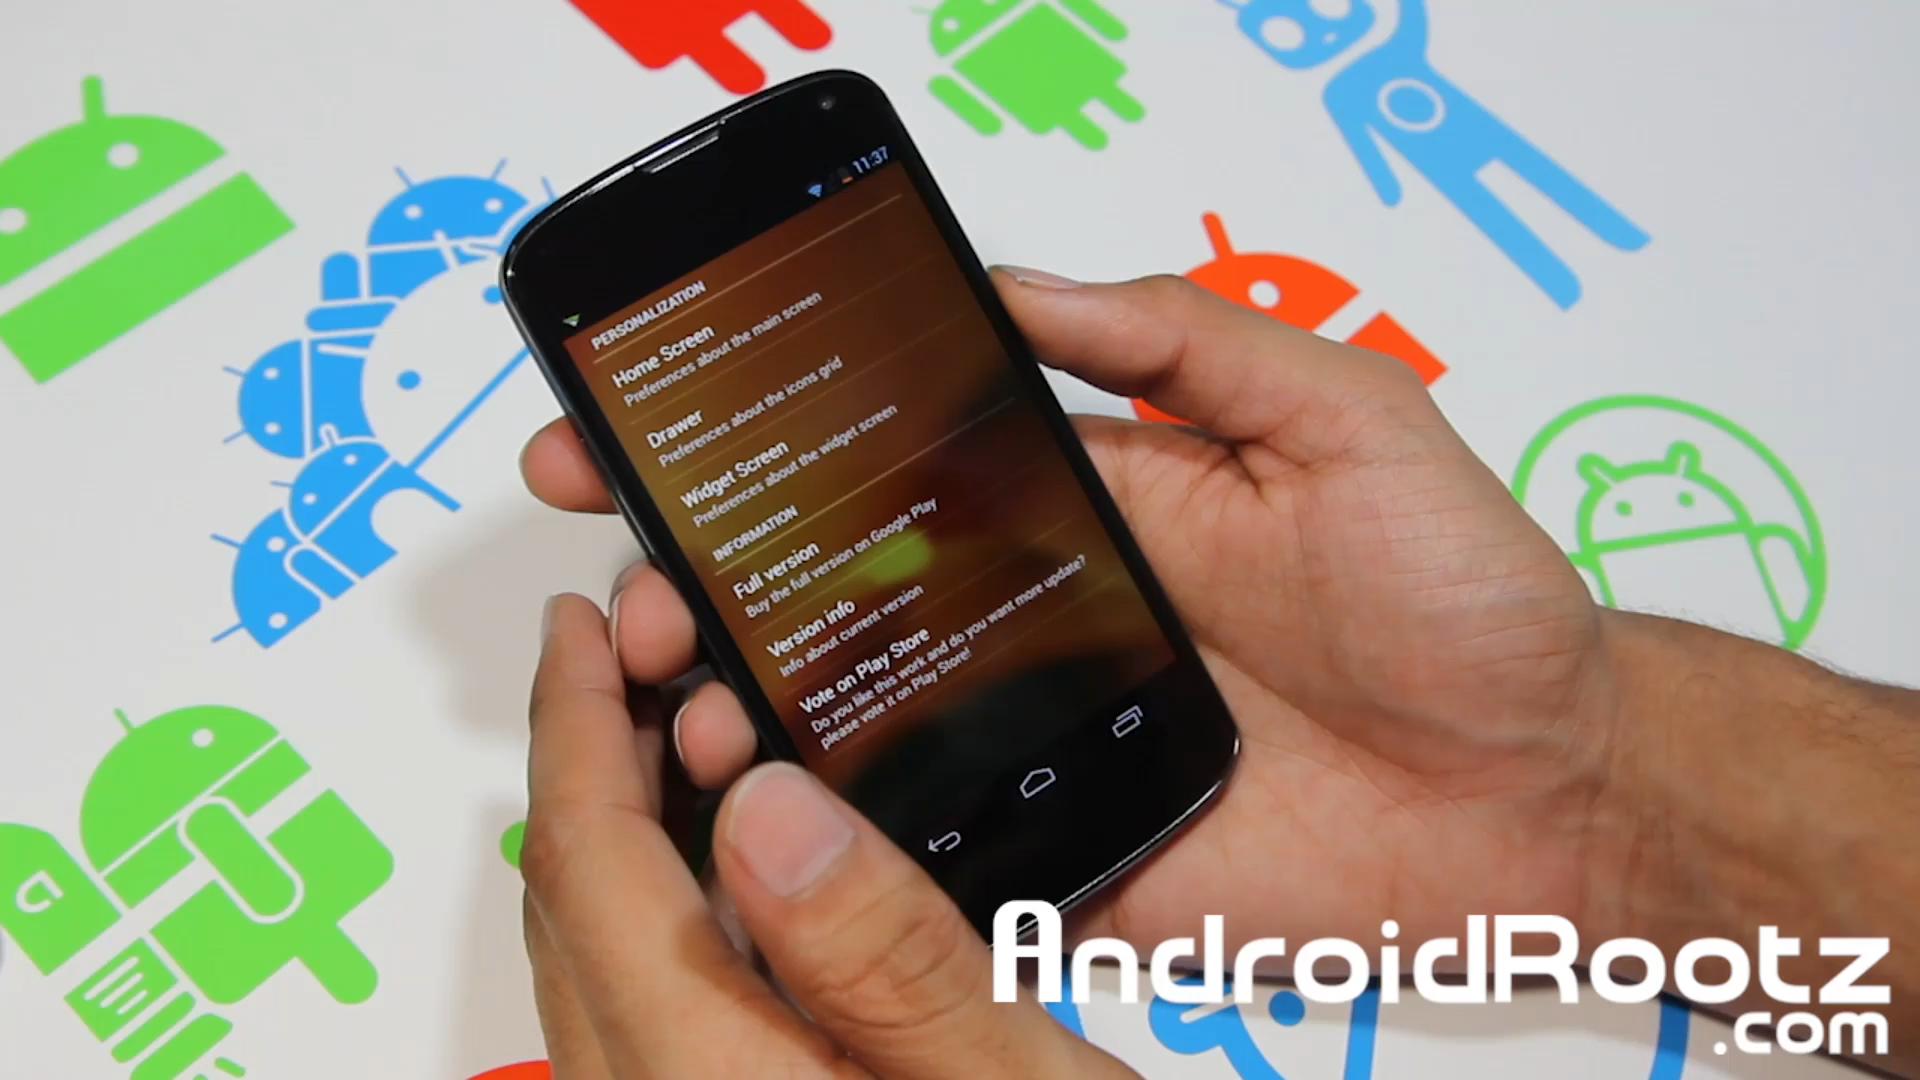 11:37
PERSONALIZATION
Home Screen
Preferences about the main screen
Drawer
Preferences about the icons grid
Widget Screen
Preferences about the widget screen
INFORMATION
Full version
Buy the full version on Google Play
Version info
Info about current version
Vote on Play Store
Do you like this work and do you want more update?
please vote it on Play Store!
AndroidRootz
.com